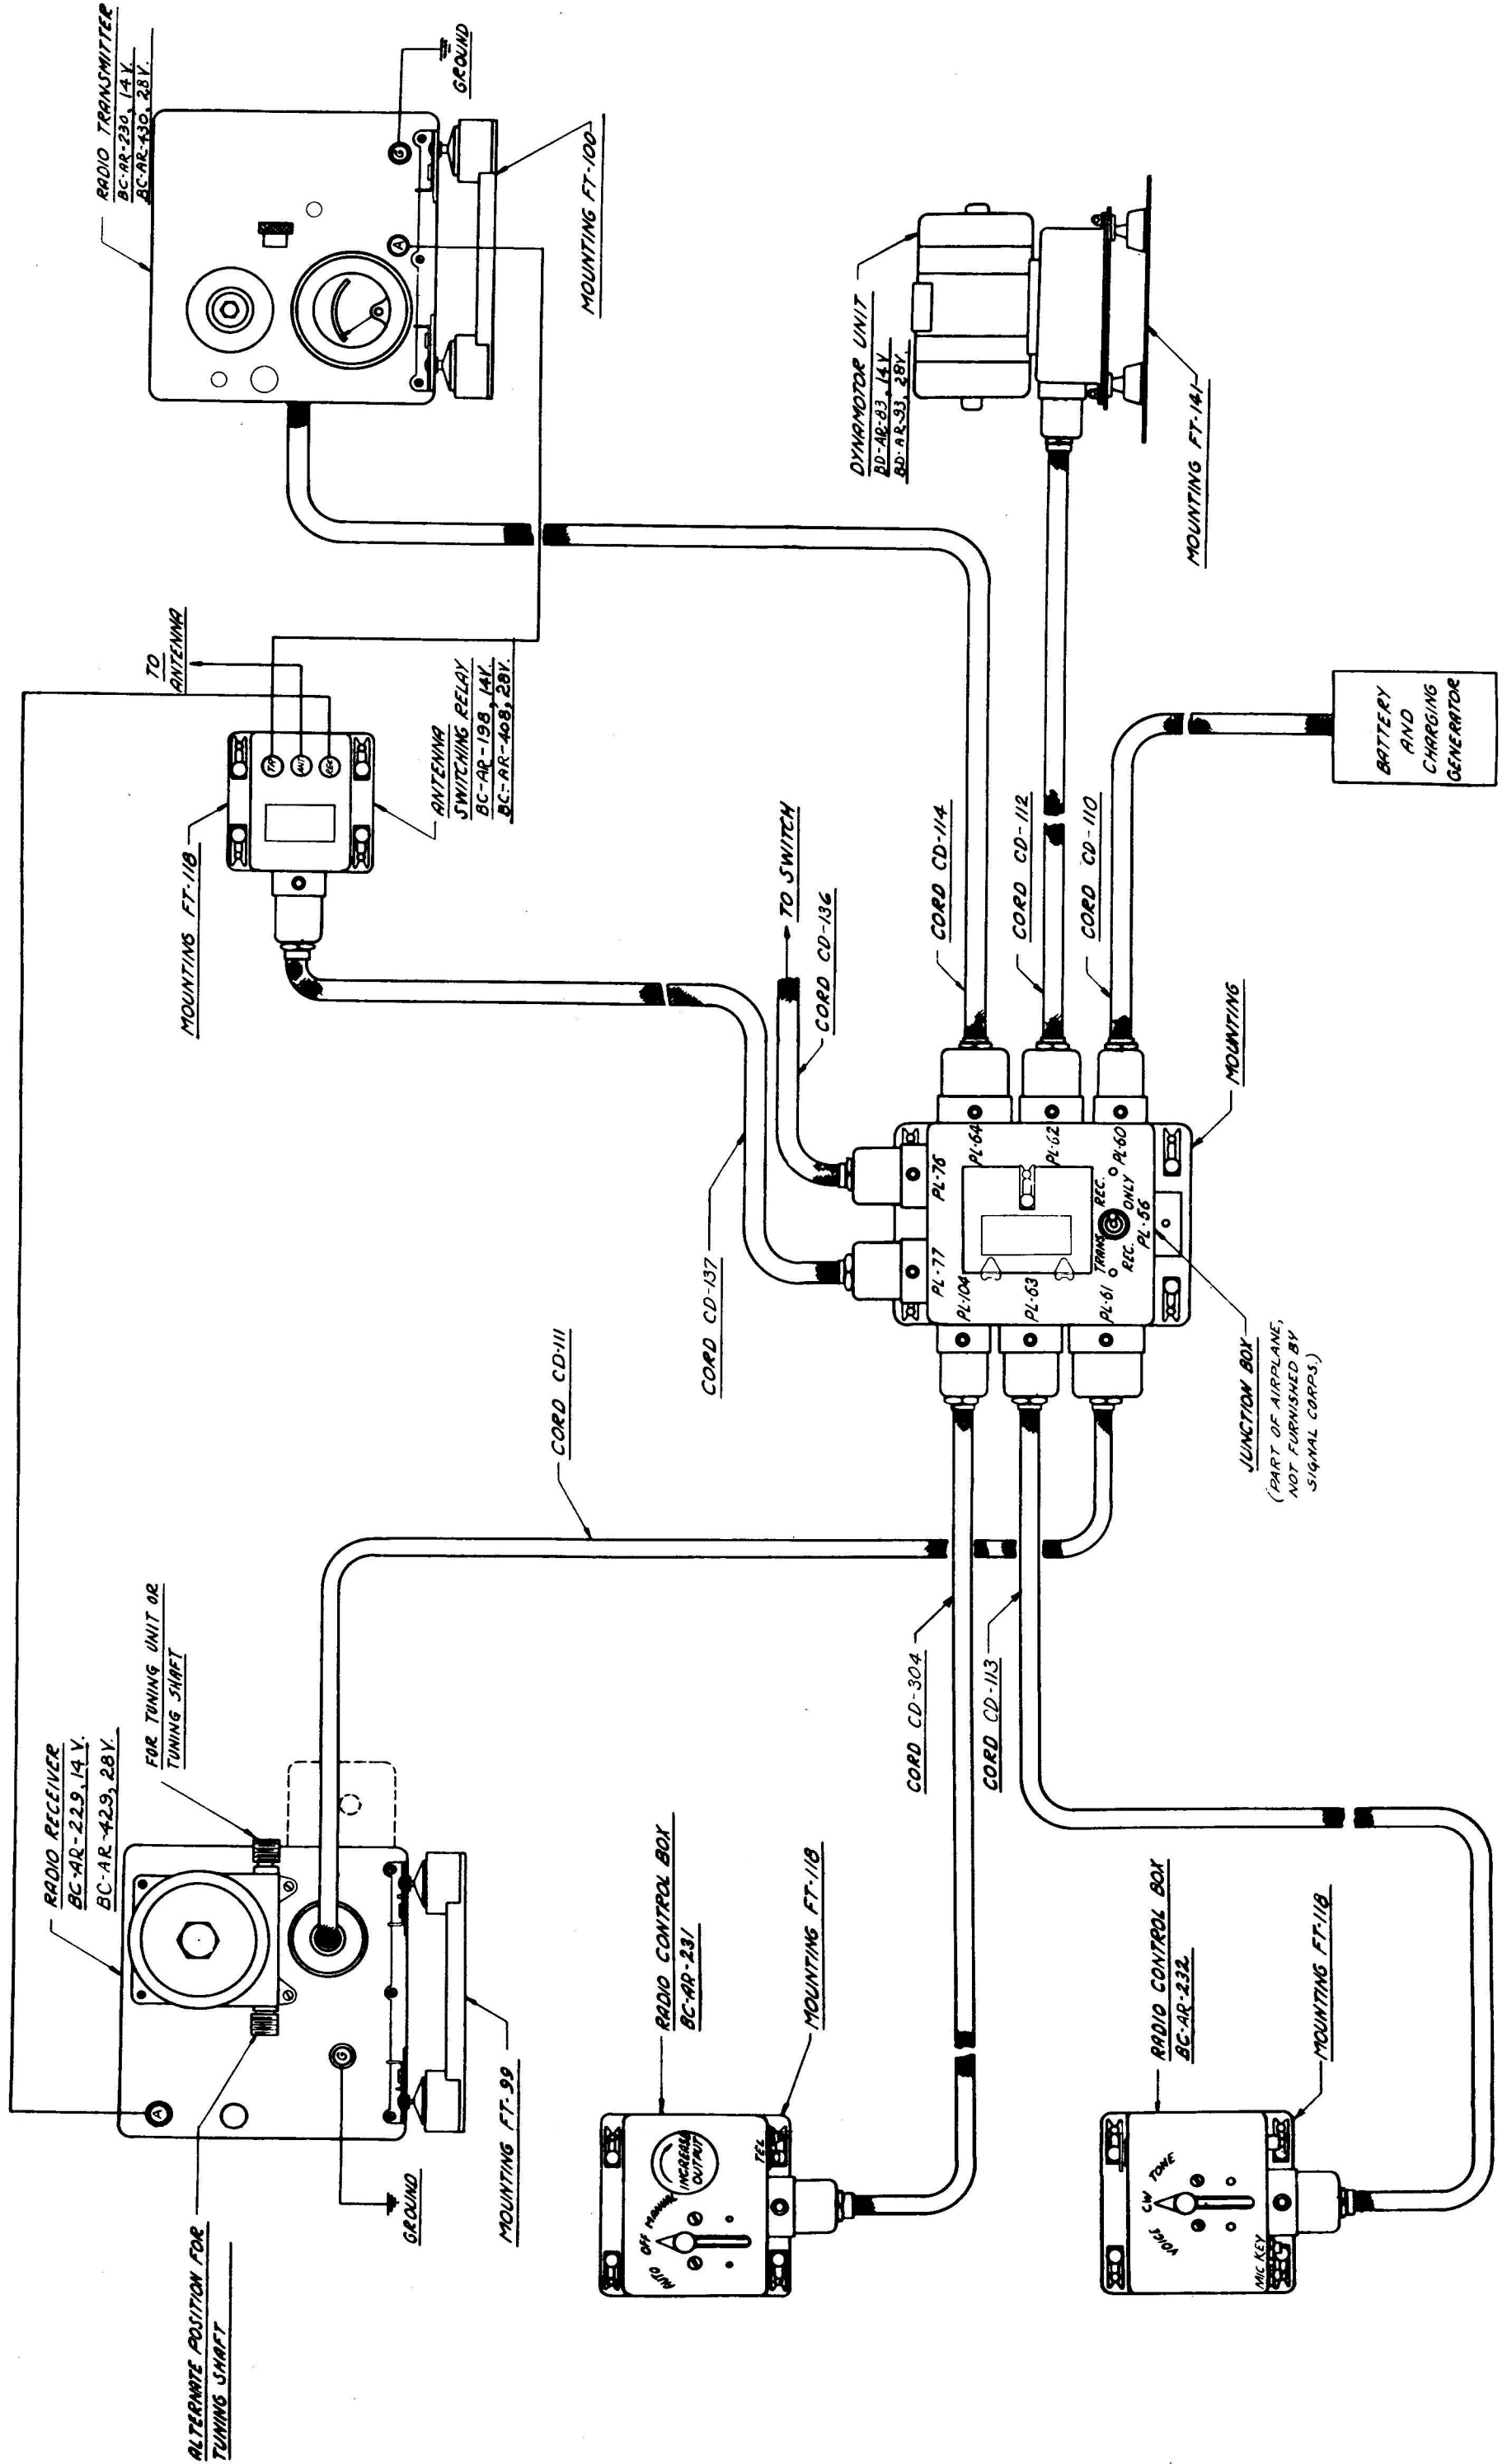 ALTERNATE POSITION FOR
TUNING SHAFT
RADIO RECEIVER
BC-AR-229, 14 V.
BC-AR-429, 28V.
FOR TUNING UNIT OR
TUNING SHAFT
A
G
GROUND
MOUNTING FT-99
CORD CD-111
MOUNTING FT-118
TO
ANTENNA
TR
ANT
REC
ANTENNA
SWITCHING RELAY
BC-AR-198, 14V.
BC-AR-408, 28V.
RADIO TRANSMITTER
BC-AR-230, 14 V.
BC-AR-430, 28V.
A
G
GROUND
MOUNTING FT-100
RADIO CONTROL BOX
BC-AR-231
AUTO OFF MANUAL
INCREASE
OUTPUT
TEL
MOUNTING FT-118
CORD CD-137
TO SWITCH
CORD CD-136
CORD CD-114
DYNAMOTOR UNIT
BD-AR-83, 14 V
BD-AR-93, 28V.
CORD CD-304
CORD CD-113
PL-77
PL-76
PL-104
PL-64
PL-63
PL-62
PL-61
PL-60
TRANS
REC.
REC.
ONLY
PL-56
CORD CD-112
CORD CD-110
MOUNTING FT-141
RADIO CONTROL BOX
BC-AR-232
VOICE CW TONE
MIC KEY
MOUNTING FT-118
JUNCTION BOX
(PART OF AIRPLANE,
NOT FURNISHED BY
SIGNAL CORPS.)
MOUNTING
BATTERY
AND
CHARGING
GENERATOR